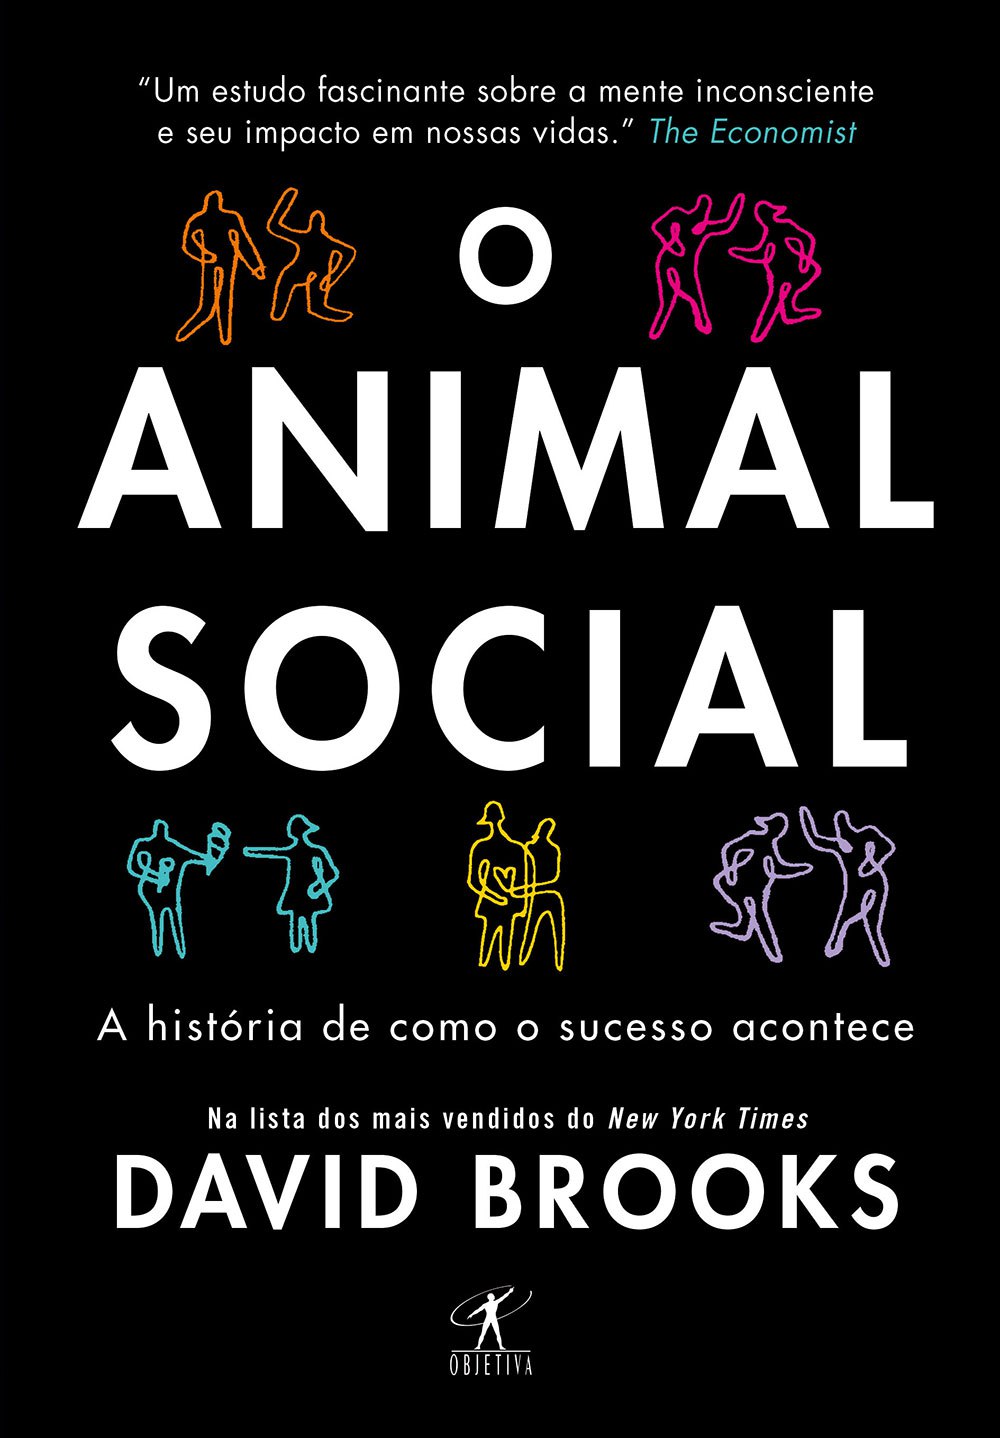 “Um estudo fascinante sobre a mente inconsciente
e seu impacto em nossas vidas.” The Economist
O
ANIMAL
SOCIAL
A história de como o sucesso acontece
Na lista dos mais vendidos do New York Times
DAVID BROOKS
OBJETIVA